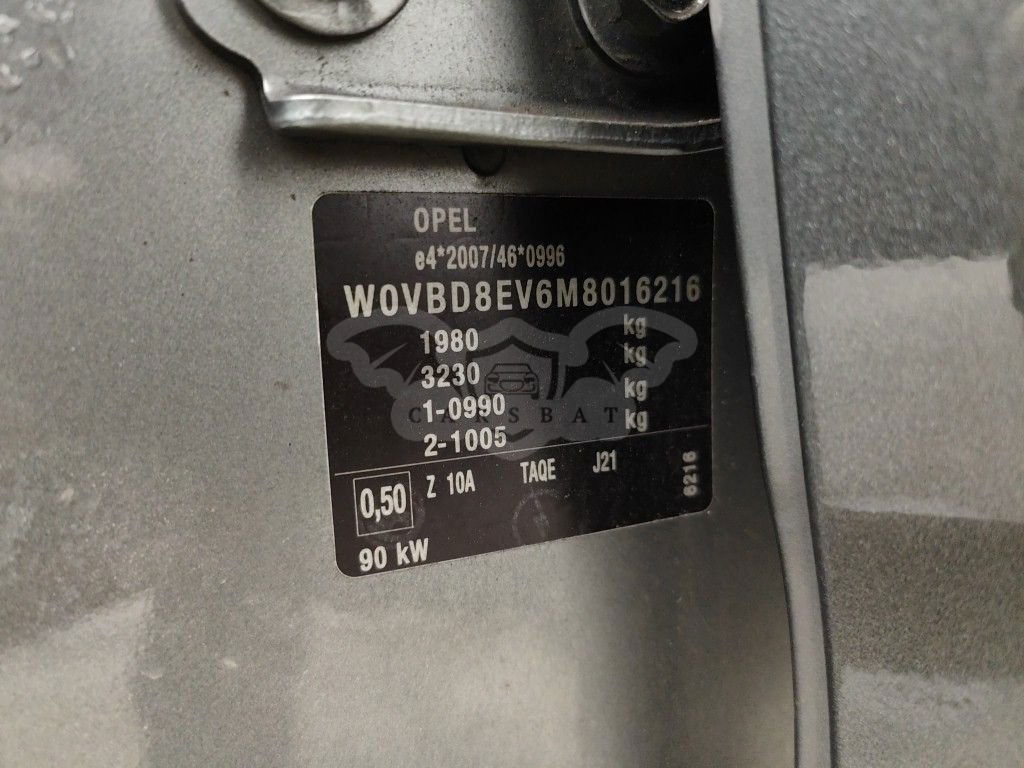 OPEL
e4*2007/46*0996
W0VBD8EV6M8016216
1980 kg
3230 kg
1-0990 kg
2-1005 kg
CARSBAT
0,50 Z 10A TAQE J21 6216
90 kW